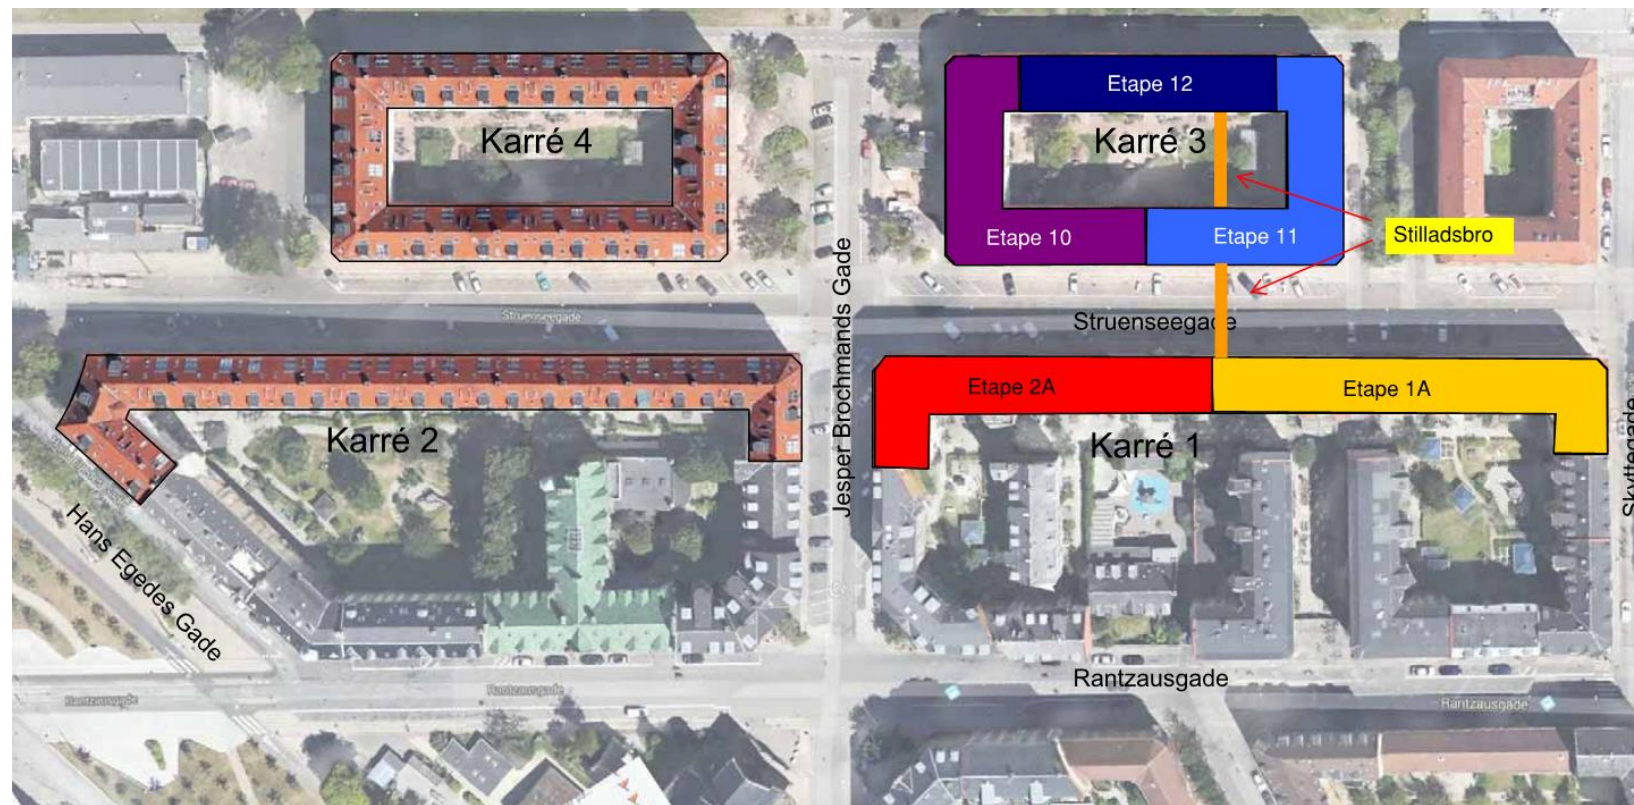 Etape 12
Karré 4
Karré 3
Etape 10
Etape 11
Stilladsbro
Jesper Brochmands Gade
Struenseegade
Struenseegade
Etape 2A
Etape 1A
Karré 2
Karré 1
Skyttegade
Hans Egedes Gade
Rantzausgade
Rantzausgade
Rantzausgade
Rantzausgade